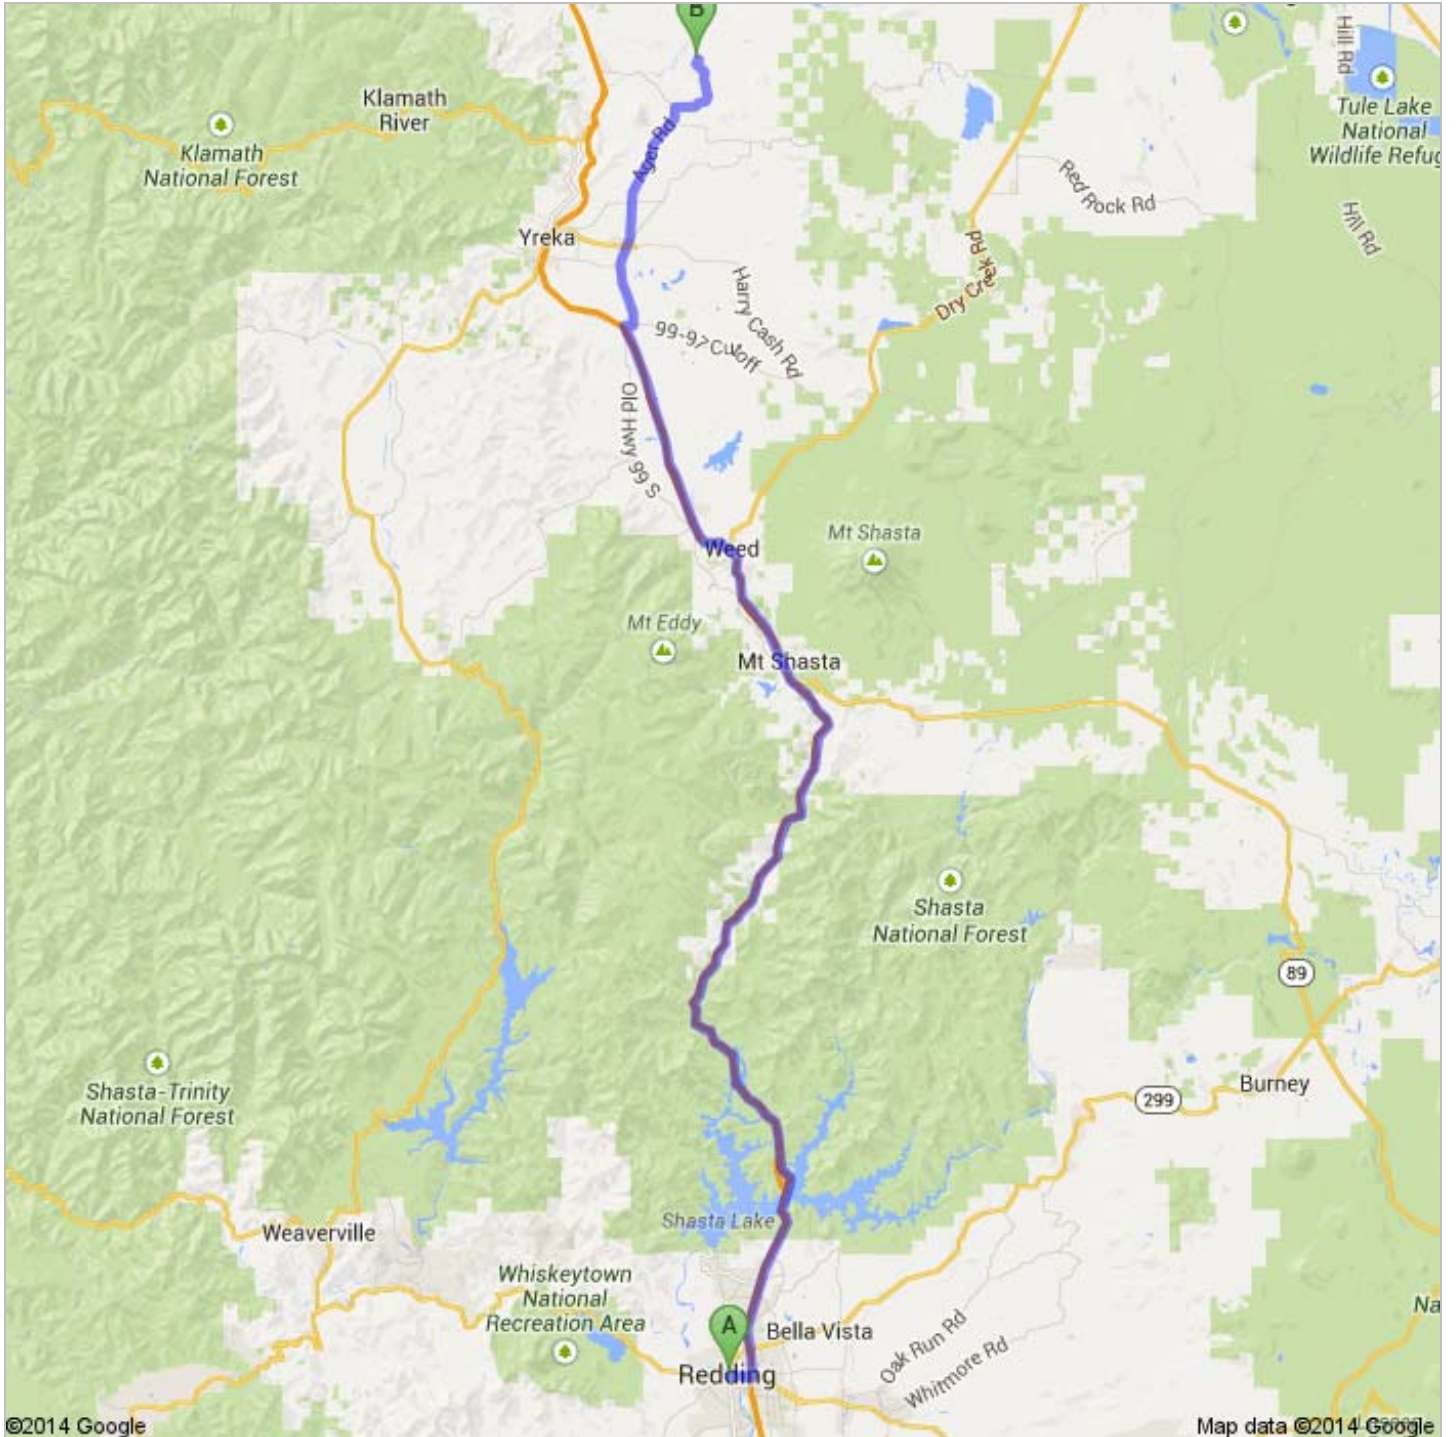 B
Klamath
River
Klamath
National Forest
Hill Rd
Tule Lake
National
Wildlife Refug
Ager Rd
Red Rock Rd
Hill Rd
Yreka
Dry Creek Rd
Harry Cash Rd
99-97 Cutoff
Old Hwy 99 S
Weed
Mt Shasta
Mt Eddy
Mt Shasta
Shasta
National Forest
89
Shasta-Trinity
National Forest
299
Burney
Shasta Lake
Weaverville
Whiskeytown
National
Recreation Area
Na
A
Bella Vista
Oak Run Rd
Whitmore Rd
Redding
©2014 Google
Map data ©2014 Google